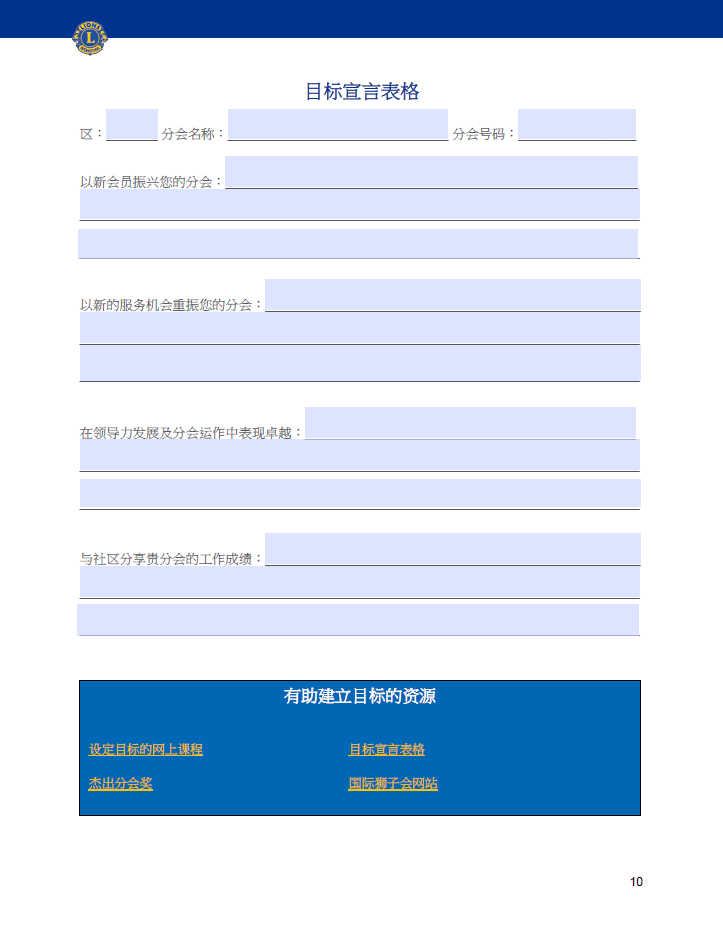 LIONS
L
目标宣言表格
区： 分会名称： 分会号码：
以新会员振兴您的分会：
以新的服务机会重振您的分会：
在领导力发展及分会运作中表现卓越：
与社区分享贵分会的工作成绩：
有助建立目标的资源
设定目标的网上课程 目标宣言表格
杰出分会奖 国际狮子会网站
10